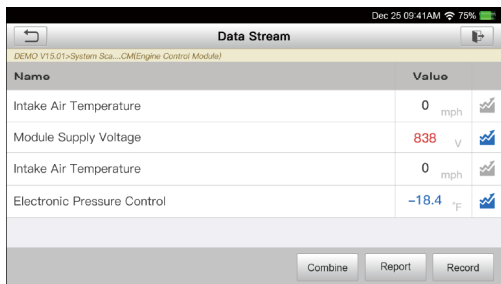 Dec 25 09:41AM 75%
Data Stream
DEMO V15.01>System Sca....CM(Engine Control Module)
Name Value
Intake Air Temperature 0 mph
Module Supply Voltage 838 V
Intake Air Temperature 0 mph
Electronic Pressure Control -18.4 °F
Combine Report Record